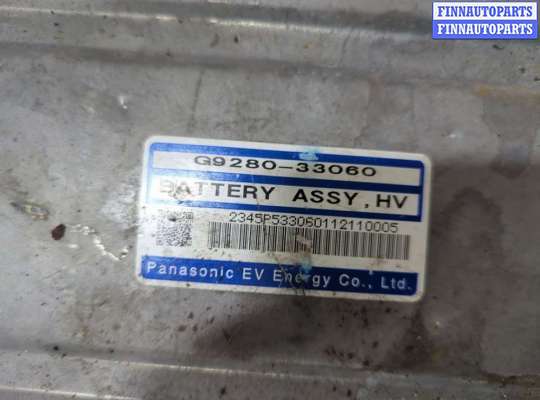 FINNAUTOPARTS
FINNAUTOPARTS
G9280-33060
BATTERY ASSY, HV
2345P533060112110005
Panasonic EV Energy Co., Ltd.